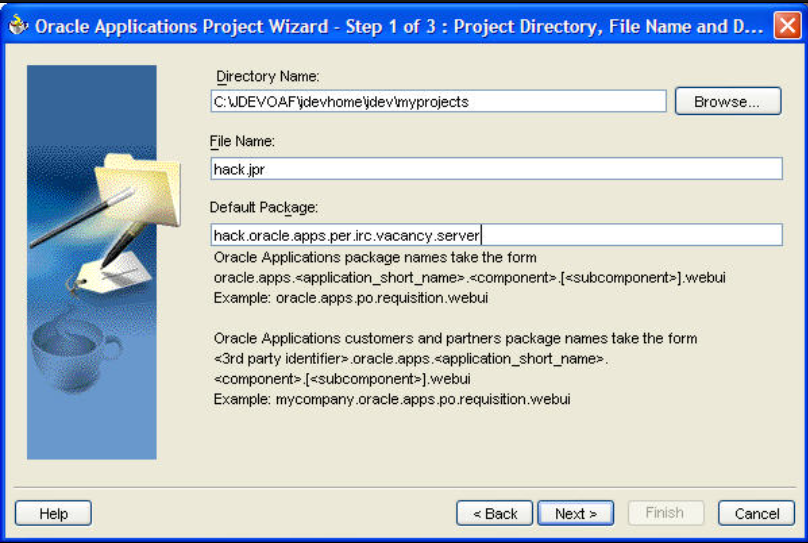 Oracle Applications Project Wizard - Step 1 of 3 : Project Directory, File Name and D...
Directory Name:
C:\JDEVOAF\jdevhome\jdev\myprojects
Browse...
File Name:
hack.jpr
Default Package:
hack.oracle.apps.per.irc.vacancy.server
Oracle Applications package names take the form
oracle.apps.<application_short_name>.<component>.[<subcomponent>].webui
Example: oracle.apps.po.requisition.webui
Oracle Applications customers and partners package names take the form
<3rd party identifier>.oracle.apps.<application_short_name>.
<component>.[<subcomponent>].webui
Example: mycompany.oracle.apps.po.requisition.webui
Help
< Back
Next >
Finish
Cancel